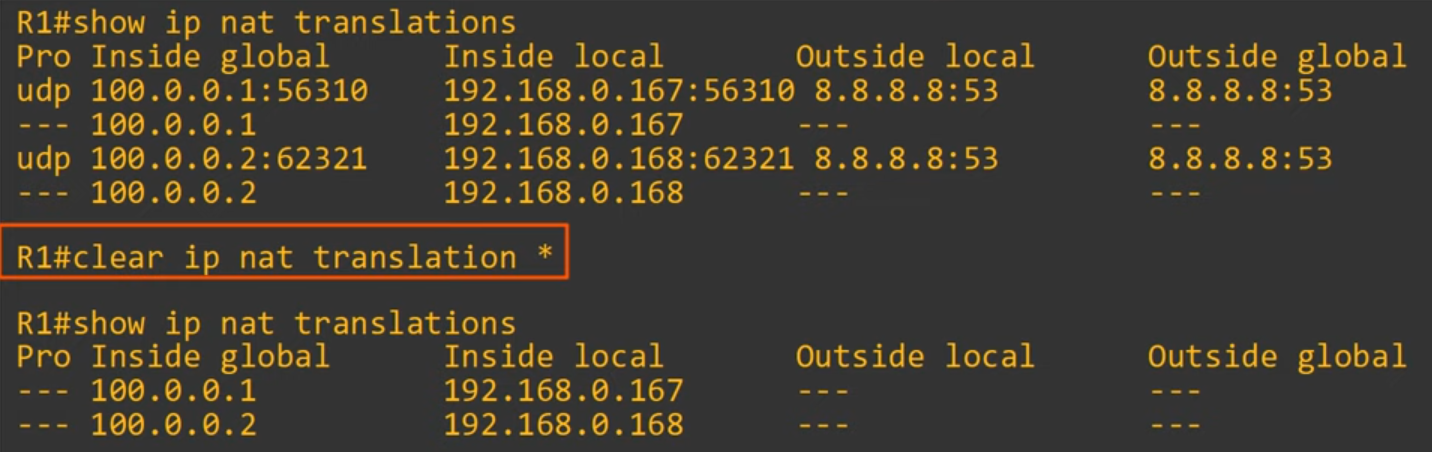 R1#show ip nat translations
Pro Inside global      Inside local       Outside local      Outside global
udp 100.0.0.1:56310    192.168.0.167:56310 8.8.8.8:53        8.8.8.8:53
--- 100.0.0.1          192.168.0.167      ---                ---
udp 100.0.0.2:62321    192.168.0.168:62321 8.8.8.8:53        8.8.8.8:53
--- 100.0.0.2          192.168.0.168      ---                ---
R1#clear ip nat translation *
R1#show ip nat translations
Pro Inside global      Inside local       Outside local      Outside global
--- 100.0.0.1          192.168.0.167      ---                ---
--- 100.0.0.2          192.168.0.168      ---                ---